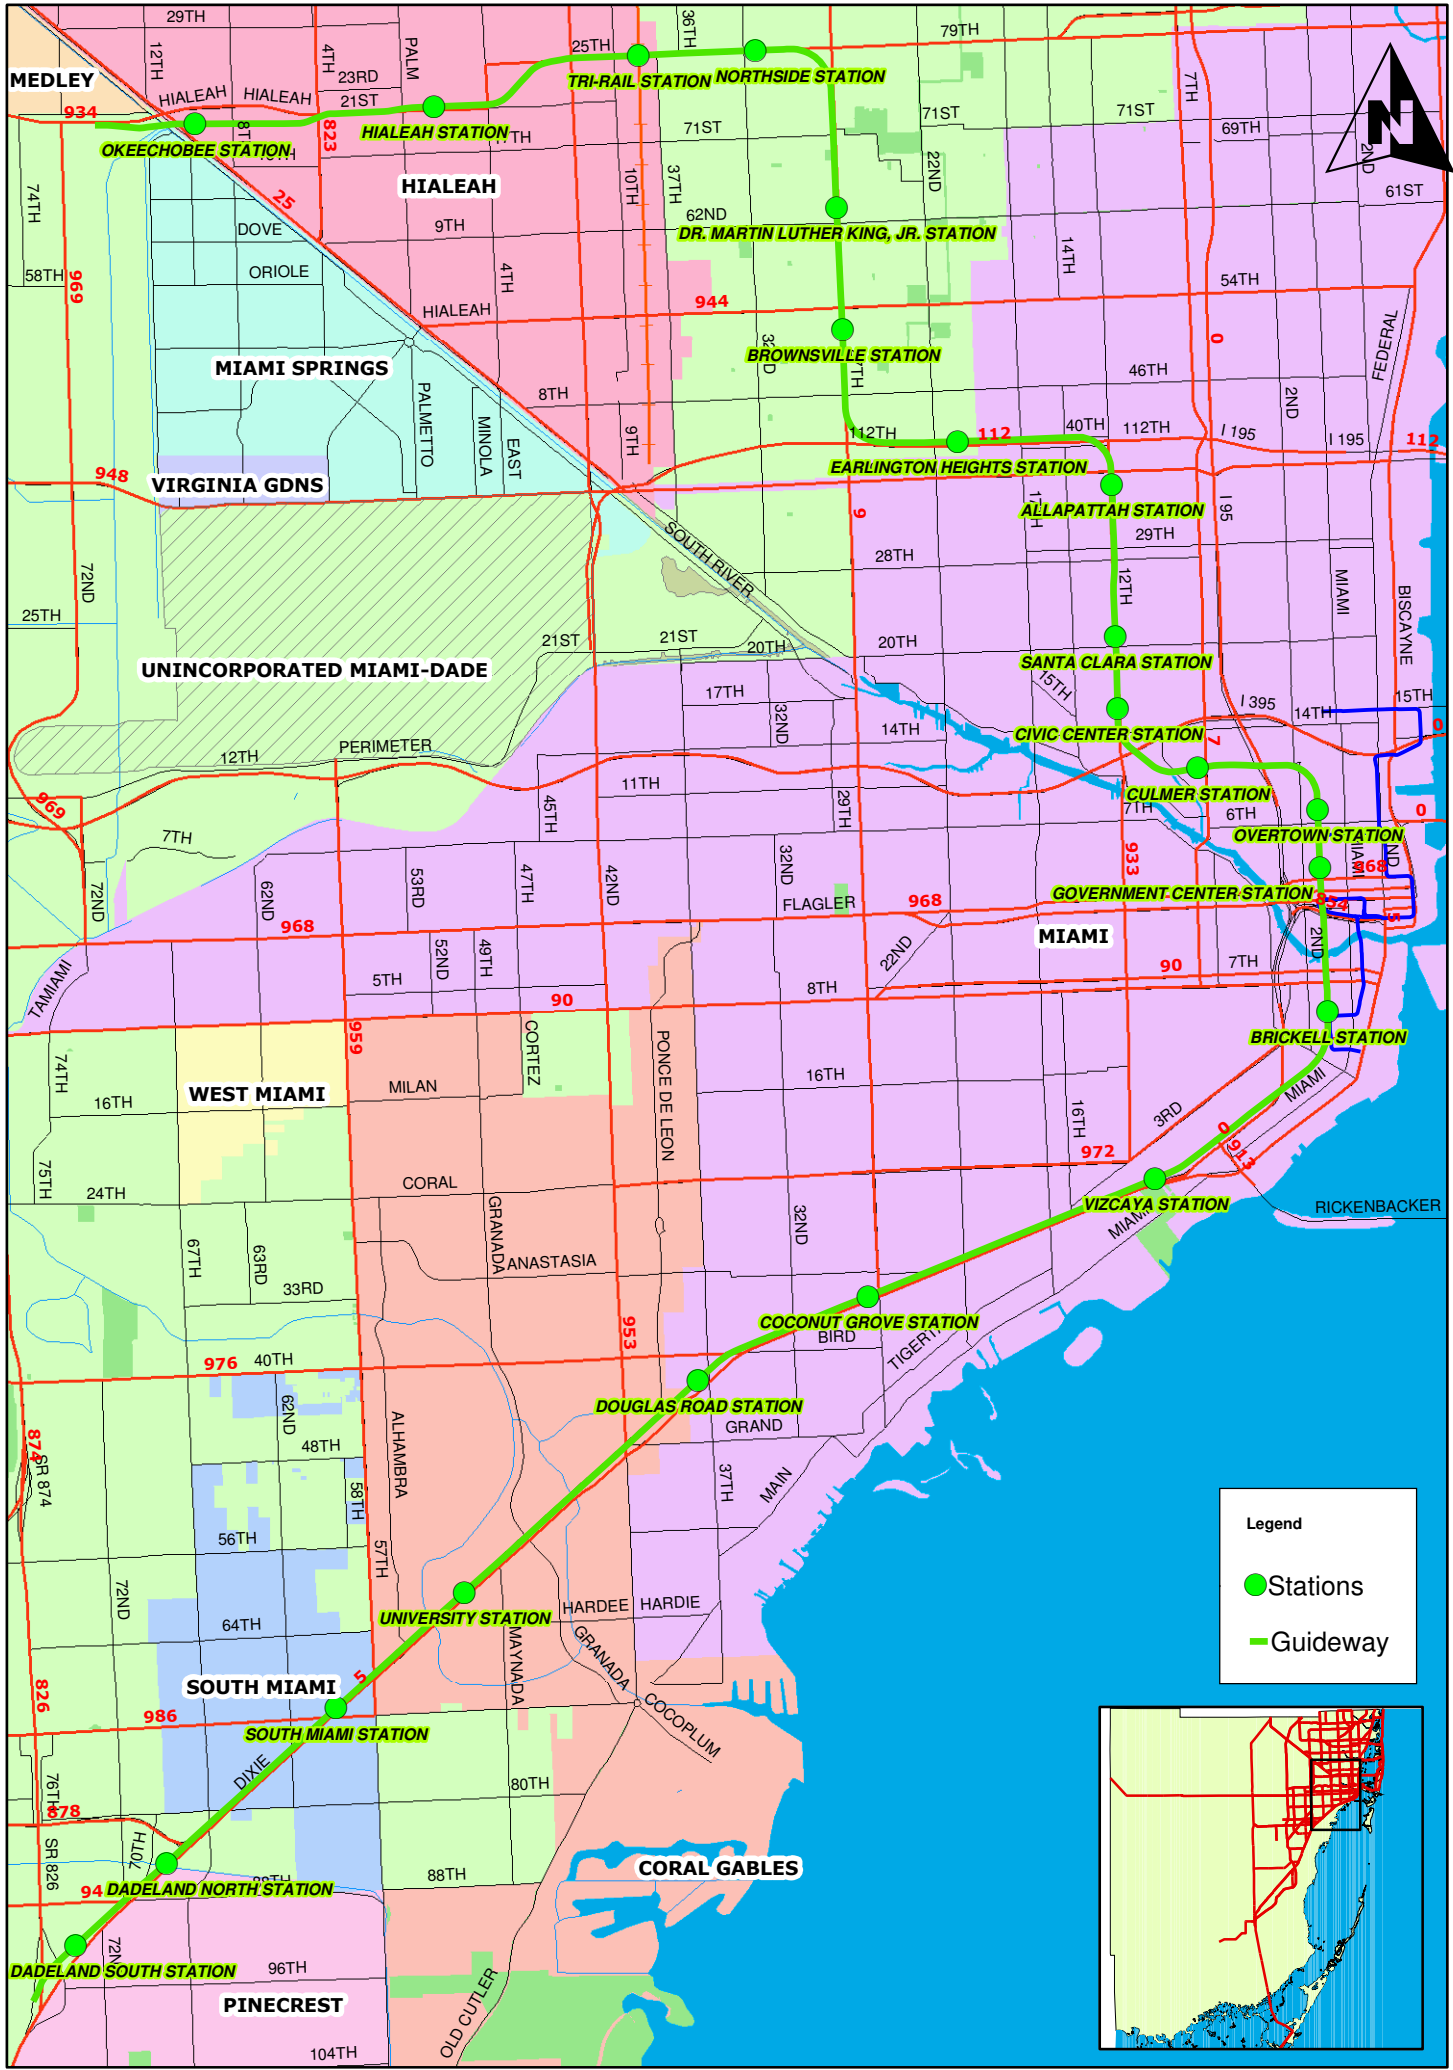 29TH
36TH
79TH
12TH
4TH
PALM
25TH
MEDLEY
23RD
TRI-RAIL STATION
NORTHSIDE STATION
7TH
HIALEAH
HIALEAH
21ST
934
HIALEAH STATION
823
71ST
71ST
71ST
69TH
N
OKEECHOBEE STATION
HIALEAH
10TH
37TH
22ND
74TH
25
61ST
62ND
DOVE
9TH
DR. MARTIN LUTHER KING, JR. STATION
14TH
58TH
969
ORIOLE
4TH
54TH
944
HIALEAH
0
FEDERAL
BROWNSVILLE STATION
MIAMI SPRINGS
46TH
8TH
PALMETTO
MINOLA
EAST
9TH
2ND
112TH
112
40TH
112TH
I 195
I 195
112
EARLINGTON HEIGHTS STATION
948
VIRGINIA GDNS
9
ALLAPATTAH STATION
I 95
SOUTH RIVER
29TH
28TH
72ND
12TH
MIAMI
BISCAYNE
25TH
21ST
21ST
20TH
20TH
SANTA CLARA STATION
UNINCORPORATED MIAMI-DADE
15TH
17TH
32ND
I 395
14TH
15TH
14TH
CIVIC CENTER STATION
0
12TH
PERIMETER
7
11TH
CULMER STATION
969
45TH
29TH
7TH
6TH
0
7TH
OVERTOWN STATION
933
72ND
62ND
53RD
47TH
42ND
32ND
968
GOVERNMENT CENTER STATION
FLAGLER
968
968
MIAMI
2ND
52ND
49TH
22ND
TAMIAMI
5TH
90
7TH
8TH
90
BRICKELL STATION
959
CORTEZ
PONCE DE LEON
74TH
WEST MIAMI
MILAN
16TH
MIAMI
16TH
16TH
3RD
0
913
972
75TH
24TH
CORAL
VIZCAYA STATION
RICKENBACKER
GRANADA
32ND
67TH
63RD
ANASTASIA
33RD
COCONUT GROVE STATION
953
BIRD
976
40TH
DOUGLAS ROAD STATION
62ND
ALHAMBRA
GRAND
874
SR 874
48TH
37TH
MAIN
58TH
56TH
57TH
Legend
Stations
Guideway
72ND
UNIVERSITY STATION
HARDEE
HARDIE
64TH
MAYNADA
GRANADA
5
SOUTH MIAMI
826
986
SOUTH MIAMI STATION
COCOPLUM
DIXIE
76TH
80TH
878
70TH
SR 826
CORAL GABLES
88TH
94
DADELAND NORTH STATION
DADELAND SOUTH STATION
96TH
PINECREST
OLD CUTLER
104TH